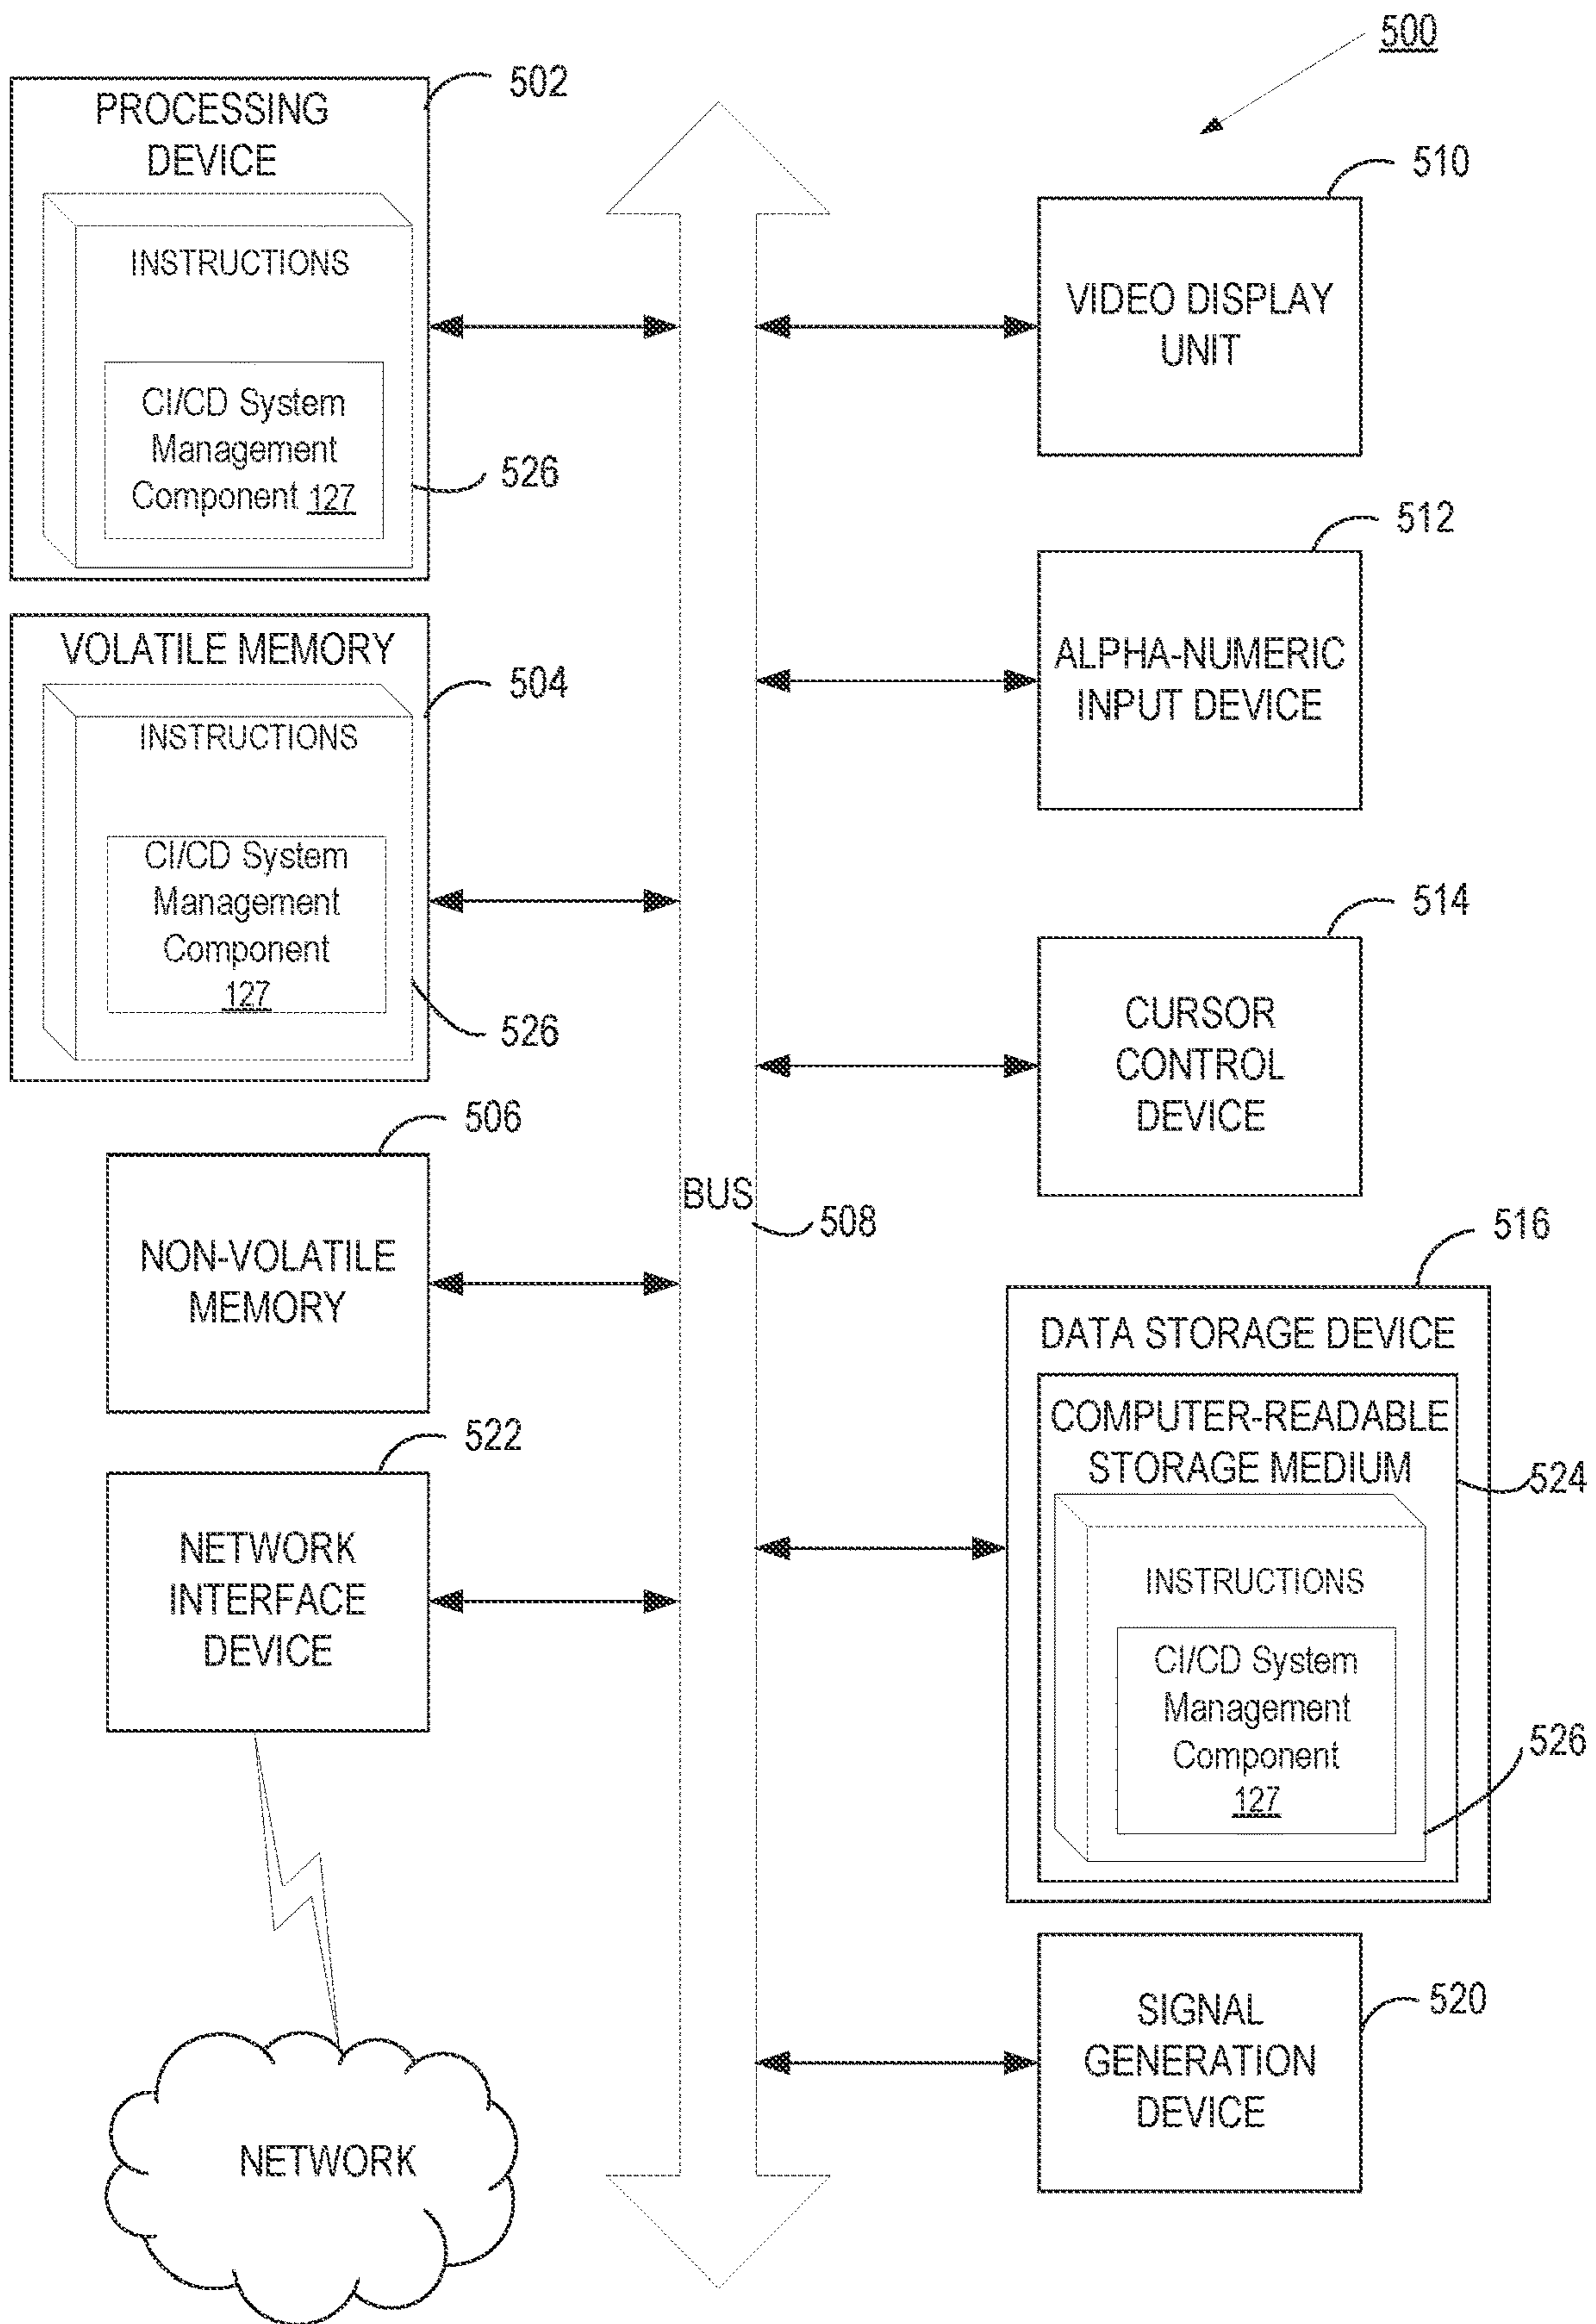 500
502
PROCESSING
DEVICE
INSTRUCTIONS
CI/CD System
Management
Component 127
526
VOLATILE MEMORY
504
INSTRUCTIONS
CI/CD System
Management
Component
127
526
506
NON-VOLATILE
MEMORY
522
NETWORK
INTERFACE
DEVICE
NETWORK
BUS
508
510
VIDEO DISPLAY
UNIT
512
ALPHA-NUMERIC
INPUT DEVICE
514
CURSOR
CONTROL
DEVICE
516
DATA STORAGE DEVICE
COMPUTER-READABLE
STORAGE MEDIUM
524
INSTRUCTIONS
CI/CD System
Management
Component
127
526
SIGNAL
GENERATION
DEVICE
520